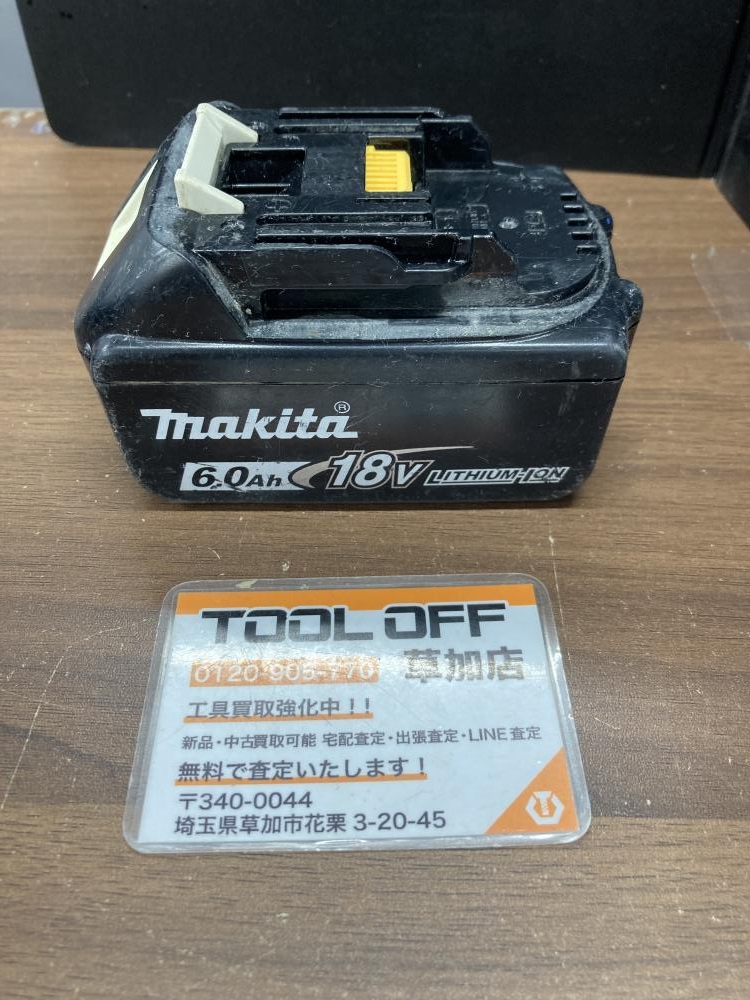 makita®
6.0Ah 18V LITHIUM-ION
TOOL OFF
0120-905-770 草加店
工具買取強化中!!
新品・中古買取可能 宅配査定・出張査定・LINE査定
無料で査定いたします!
〒340-0044
埼玉県草加市花栗 3-20-45